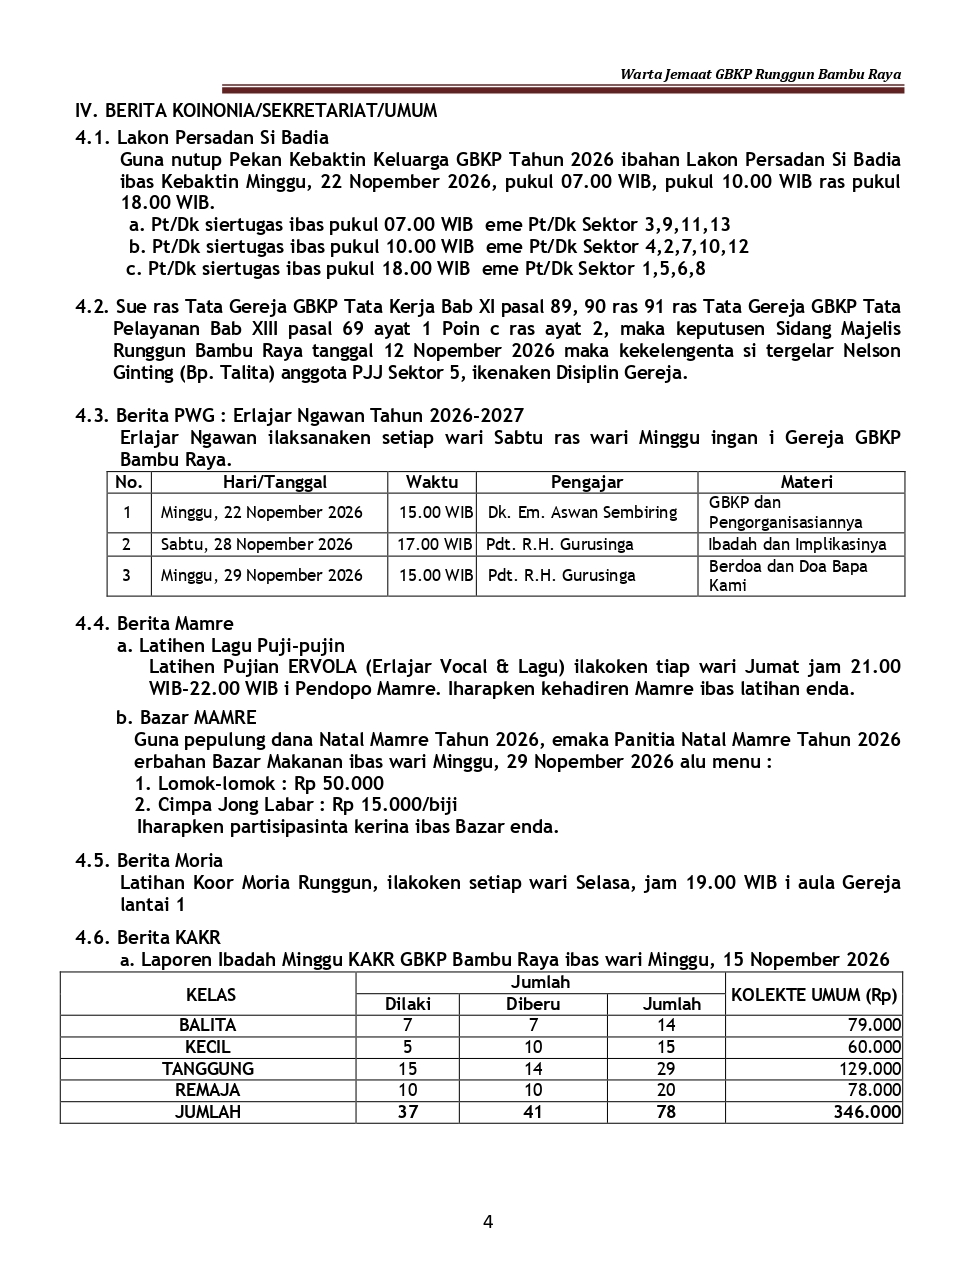 Warta Jemaat GBKP Runggun Bambu Raya
IV. BERITA KOINONIA/SEKRETARIAT/UMUM
4.1. Lakon Persadan Si Badia
Guna nutup Pekan Kebaktin Keluarga GBKP Tahun 2026 ibahan Lakon Persadan Si Badia
ibas Kebaktin Minggu, 22 Nopember 2026, pukul 07.00 WIB, pukul 10.00 WIB ras pukul
18.00 WIB.
a. Pt/Dk siertugas ibas pukul 07.00 WIB eme Pt/Dk Sektor 3,9,11,13
b. Pt/Dk siertugas ibas pukul 10.00 WIB eme Pt/Dk Sektor 4,2,7,10,12
c. Pt/Dk siertugas ibas pukul 18.00 WIB eme Pt/Dk Sektor 1,5,6,8
4.2. Sue ras Tata Gereja GBKP Tata Kerja Bab XI pasal 89, 90 ras 91 ras Tata Gereja GBKP Tata
Pelayanan Bab XIII pasal 69 ayat 1 Poin c ras ayat 2, maka keputusen Sidang Majelis
Runggun Bambu Raya tanggal 12 Nopember 2026 maka kekelengenta si tergelar Nelson
Ginting (Bp. Talita) anggota PJJ Sektor 5, ikenaken Disiplin Gereja.
4.3. Berita PWG : Erlajar Ngawan Tahun 2026-2027
Erlajar Ngawan ilaksanaken setiap wari Sabtu ras wari Minggu ingan i Gereja GBKP
Bambu Raya.
No. Hari/Tanggal Waktu Pengajar Materi
1 Minggu, 22 Nopember 2026 15.00 WIB Dk. Em. Aswan Sembiring GBKP dan
Pengorganisasiannya
2 Sabtu, 28 Nopember 2026 17.00 WIB Pdt. R.H. Gurusinga Ibadah dan Implikasinya
3 Minggu, 29 Nopember 2026 15.00 WIB Pdt. R.H. Gurusinga Berdoa dan Doa Bapa
Kami
4.4. Berita Mamre
a. Latihen Lagu Puji-pujin
Latihen Pujian ERVOLA (Erlajar Vocal & Lagu) ilakoken tiap wari Jumat jam 21.00
WIB-22.00 WIB i Pendopo Mamre. Iharapken kehadiren Mamre ibas latihan enda.
b. Bazar MAMRE
Guna pepulung dana Natal Mamre Tahun 2026, emaka Panitia Natal Mamre Tahun 2026
erbahan Bazar Makanan ibas wari Minggu, 29 Nopember 2026 alu menu :
1. Lomok-lomok : Rp 50.000
2. Cimpa Jong Labar : Rp 15.000/biji
Iharapken partisipasinta kerina ibas Bazar enda.
4.5. Berita Moria
Latihan Koor Moria Runggun, ilakoken setiap wari Selasa, jam 19.00 WIB i aula Gereja
lantai 1
4.6. Berita KAKR
a. Laporen Ibadah Minggu KAKR GBKP Bambu Raya ibas wari Minggu, 15 Nopember 2026
KELAS Jumlah KOLEKTE UMUM (Rp)
Dilaki Diberu Jumlah
BALITA 7 7 14 79.000
KECIL 5 10 15 60.000
TANGGUNG 15 14 29 129.000
REMAJA 10 10 20 78.000
JUMLAH 37 41 78 346.000
4